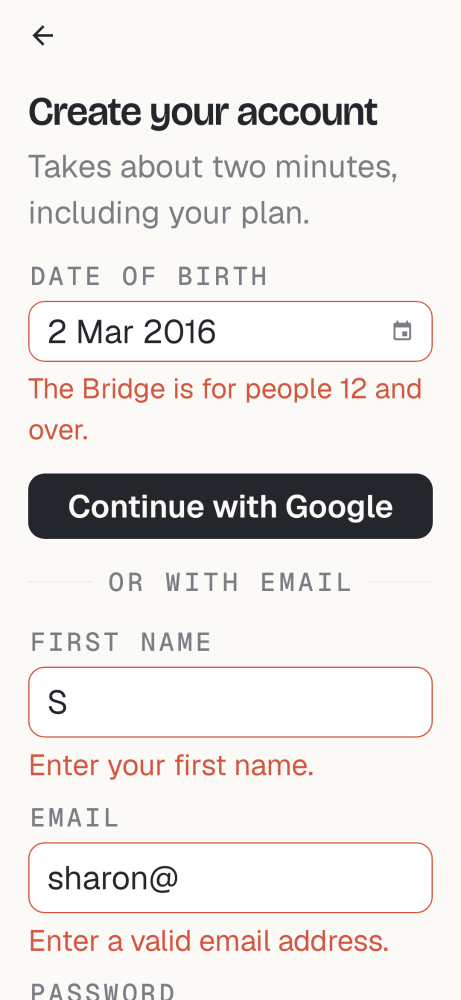 Create your account
Takes about two minutes,
including your plan.
DATE OF BIRTH
2 Mar 2016
The Bridge is for people 12 and
over.
Continue with Google
OR WITH EMAIL
FIRST NAME
S
Enter your first name.
EMAIL
sharon@
Enter a valid email address.
PASSWORD